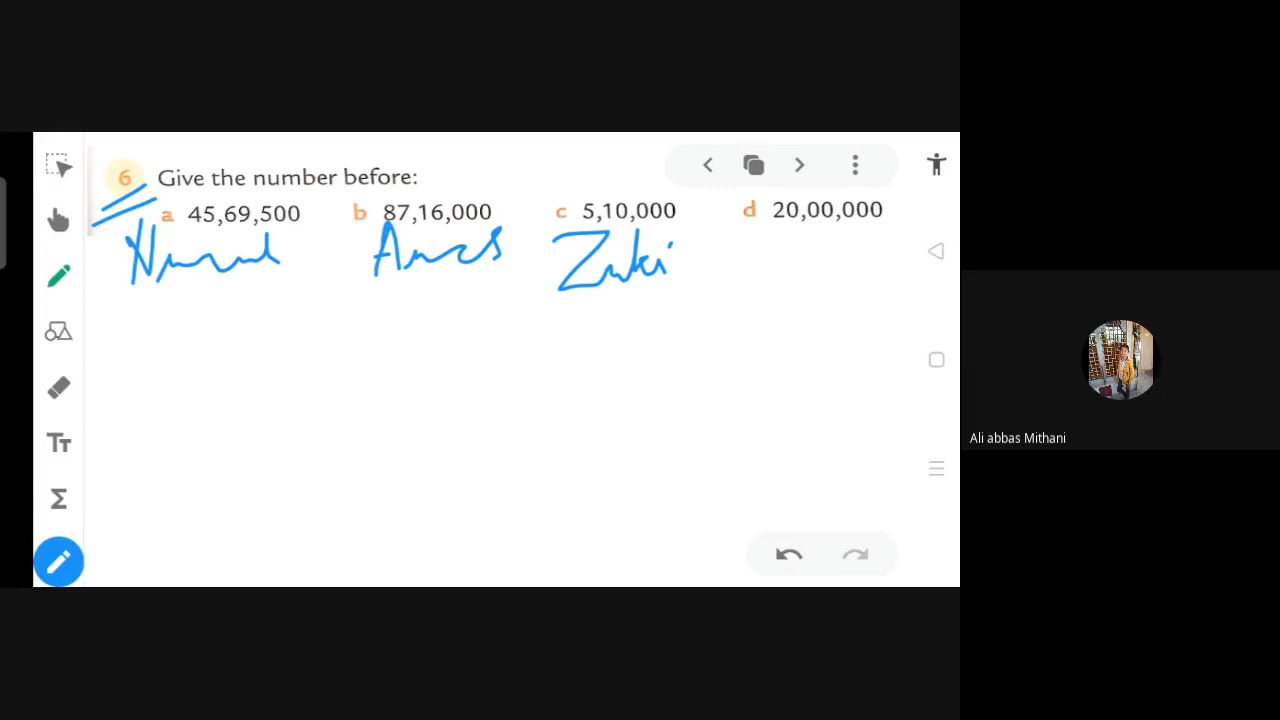 6 Give the number before:
a 45,69,500 b 87,16,000 c 5,10,000 d 20,00,000
Zaki
Tт
Σ
Ali abbas Mithani